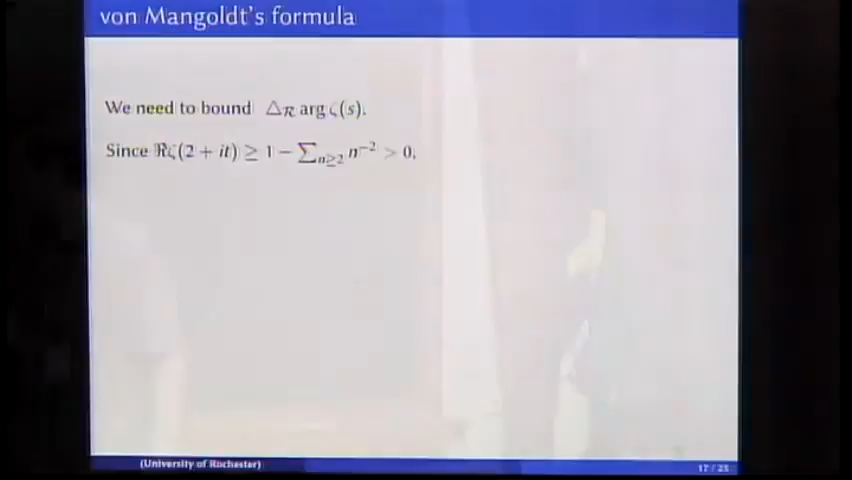 von Mangoldt's formula
We need to bound △_ℛ arg ζ(s).
Since ℜζ(2 + it) ≥ 1 − ∑_{n≥2} n^{−2} > 0,
(University of Rochester)
17 / 25